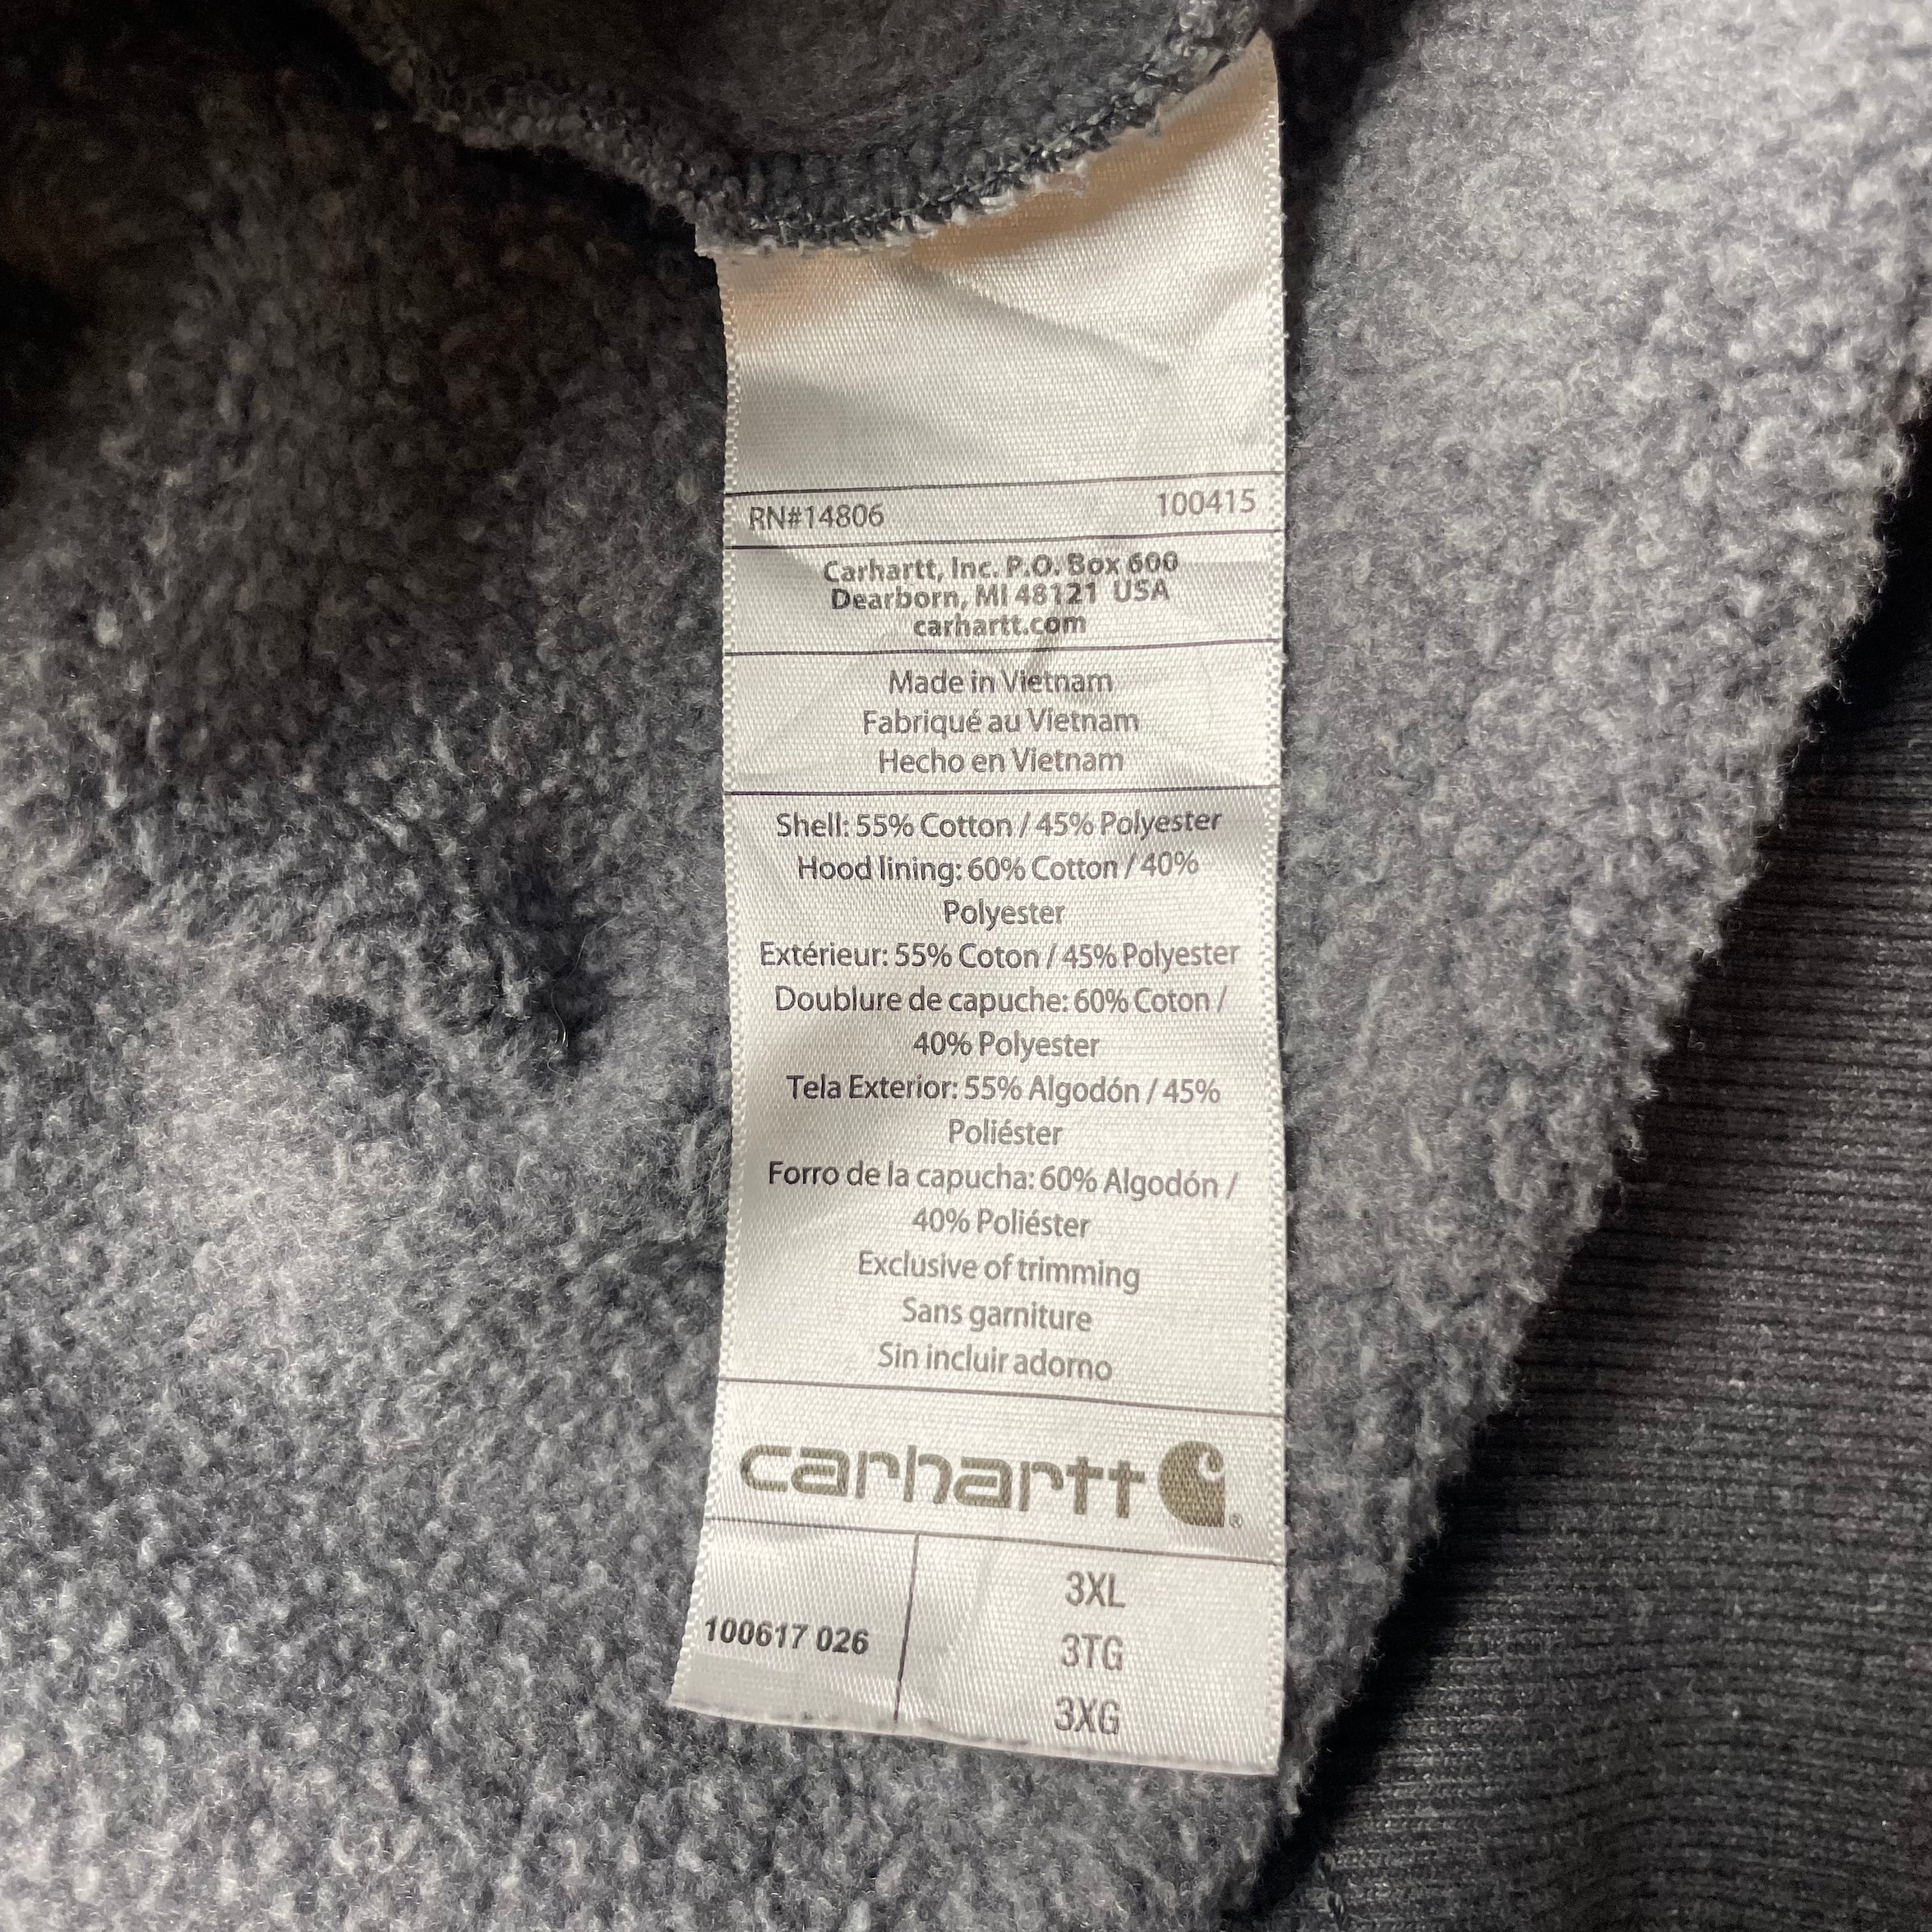 RN#14806 100415
Carhartt, Inc. P.O. Box 600
Dearborn, MI 48121 USA
carhartt.com
Made in Vietnam
Fabriqué au Vietnam
Hecho en Vietnam
Shell: 55% Cotton / 45% Polyester
Hood lining: 60% Cotton / 40%
Polyester
Extérieur: 55% Coton / 45% Polyester
Doublure de capuche: 60% Coton /
40% Polyester
Tela Exterior: 55% Algodón / 45%
Poliéster
Forro de la capucha: 60% Algodón /
40% Poliéster
Exclusive of trimming
Sans garniture
Sin incluir adorno
carhartt ®
3XL
100617 026
3TG
3XG